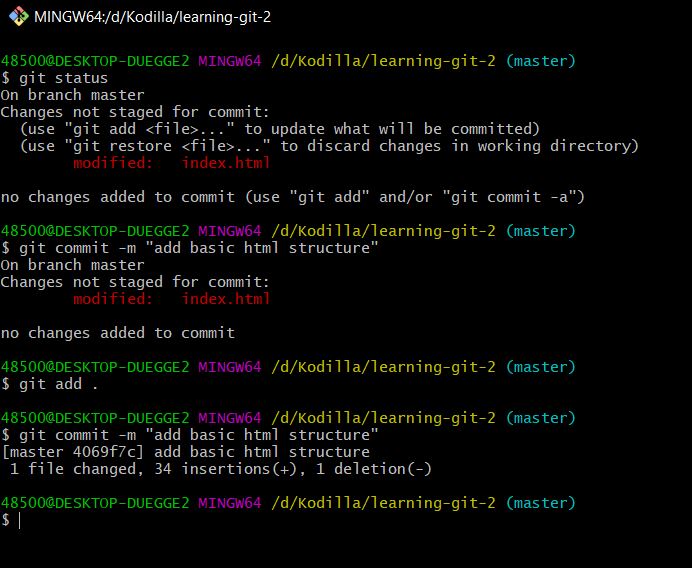 MINGW64:/d/Kodilla/learning-git-2
48500@DESKTOP-DUEGGE2 MINGW64 /d/Kodilla/learning-git-2 (master)
$ git status
On branch master
Changes not staged for commit:
  (use "git add <file>..." to update what will be committed)
  (use "git restore <file>..." to discard changes in working directory)
        modified:   index.html
no changes added to commit (use "git add" and/or "git commit -a")
48500@DESKTOP-DUEGGE2 MINGW64 /d/Kodilla/learning-git-2 (master)
$ git commit -m "add basic html structure"
On branch master
Changes not staged for commit:
        modified:   index.html
no changes added to commit
48500@DESKTOP-DUEGGE2 MINGW64 /d/Kodilla/learning-git-2 (master)
$ git add .
48500@DESKTOP-DUEGGE2 MINGW64 /d/Kodilla/learning-git-2 (master)
$ git commit -m "add basic html structure"
[master 4069f7c] add basic html structure
 1 file changed, 34 insertions(+), 1 deletion(-)
48500@DESKTOP-DUEGGE2 MINGW64 /d/Kodilla/learning-git-2 (master)
$